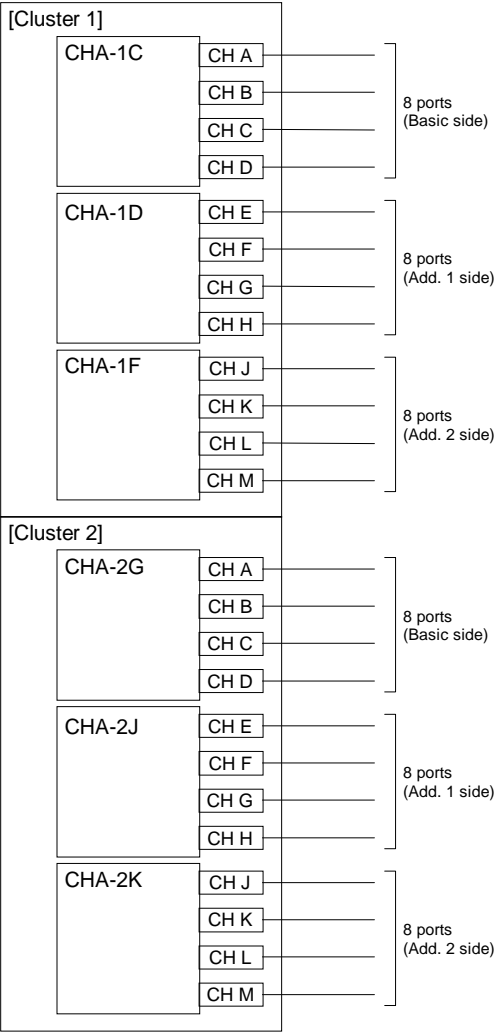 [Cluster 1]
CHA-1C
CH A
CH B
CH C
CH D
8 ports
(Basic side)
CHA-1D
CH E
CH F
CH G
CH H
8 ports
(Add. 1 side)
CHA-1F
CH J
CH K
CH L
CH M
8 ports
(Add. 2 side)
[Cluster 2]
CHA-2G
CH A
CH B
CH C
CH D
8 ports
(Basic side)
CHA-2J
CH E
CH F
CH G
CH H
8 ports
(Add. 1 side)
CHA-2K
CH J
CH K
CH L
CH M
8 ports
(Add. 2 side)